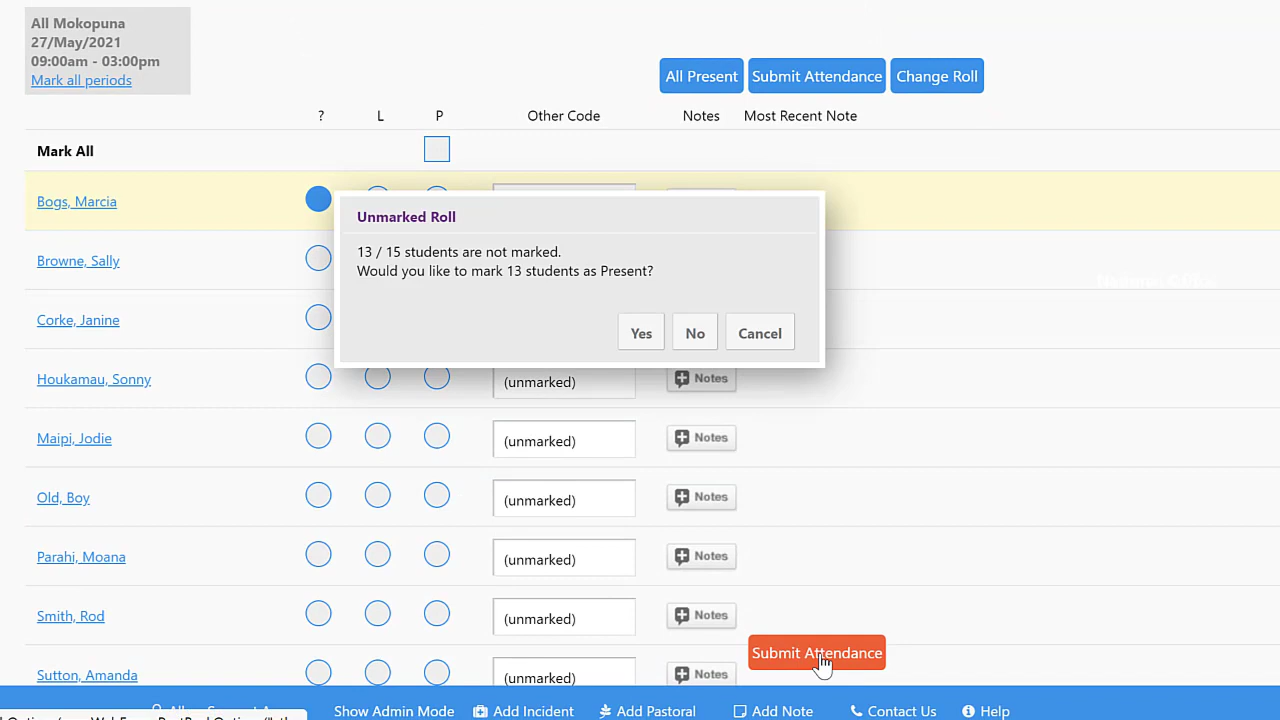 All Mokopuna
27/May/2021
09:00am - 03:00pm
Mark all periods
All Present
Submit Attendance
Change Roll
?
L
P
Other Code
Notes
Most Recent Note
Mark All
Bogs, Marcia
Unmarked Roll
13 / 15 students are not marked.
Would you like to mark 13 students as Present?
Yes
No
Cancel
Browne, Sally
Corke, Janine
Houkamau, Sonny
(unmarked)
Notes
Maipi, Jodie
(unmarked)
Notes
Old, Boy
(unmarked)
Notes
Parahi, Moana
(unmarked)
Notes
Smith, Rod
(unmarked)
Notes
Submit Attendance
Sutton, Amanda
(unmarked)
Notes
Show Admin Mode
Add Incident
Add Pastoral
Add Note
Contact Us
Help